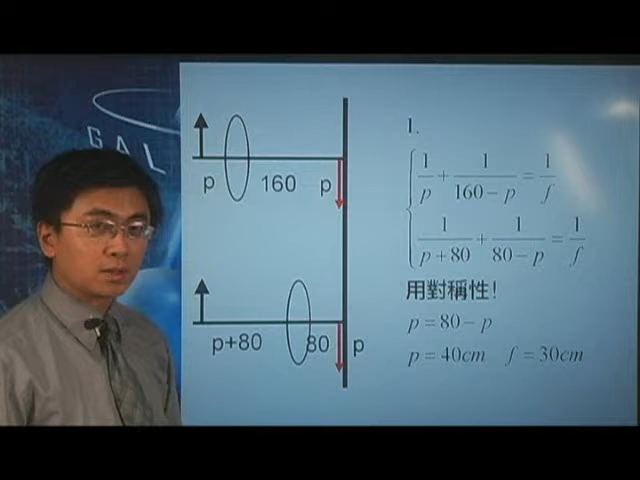 GAL
1.
p 160 － p
1/p + 1/(160－p) = 1/f
1/(p＋80) + 1/(80－p) = 1/f
用對稱性!
p＋80 80 － p
p = 80－p
p = 40cm f = 30cm